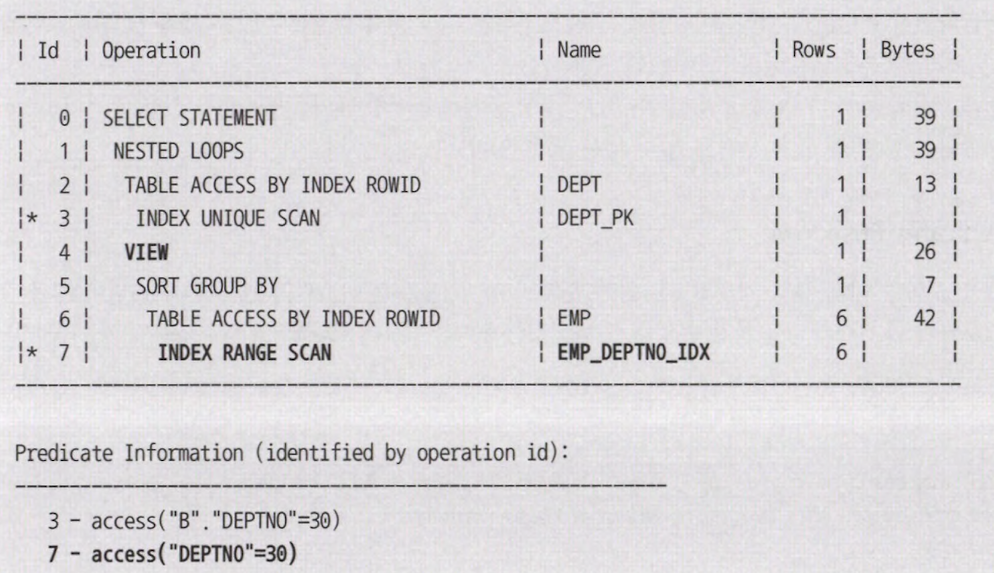 | Id | Operation | Name | Rows | Bytes |
| 0 | SELECT STATEMENT | | 1 | 39 |
| 1 | NESTED LOOPS | | 1 | 39 |
| 2 | TABLE ACCESS BY INDEX ROWID | DEPT | 1 | 13 |
|* 3 | INDEX UNIQUE SCAN | DEPT_PK | 1 | |
| 4 | VIEW | | 1 | 26 |
| 5 | SORT GROUP BY | | 1 | 7 |
| 6 | TABLE ACCESS BY INDEX ROWID | EMP | 6 | 42 |
|* 7 | INDEX RANGE SCAN | EMP_DEPTNO_IDX | 6 | |
Predicate Information (identified by operation id):
3 - access("B"."DEPTNO"=30)
7 - access("DEPTNO"=30)